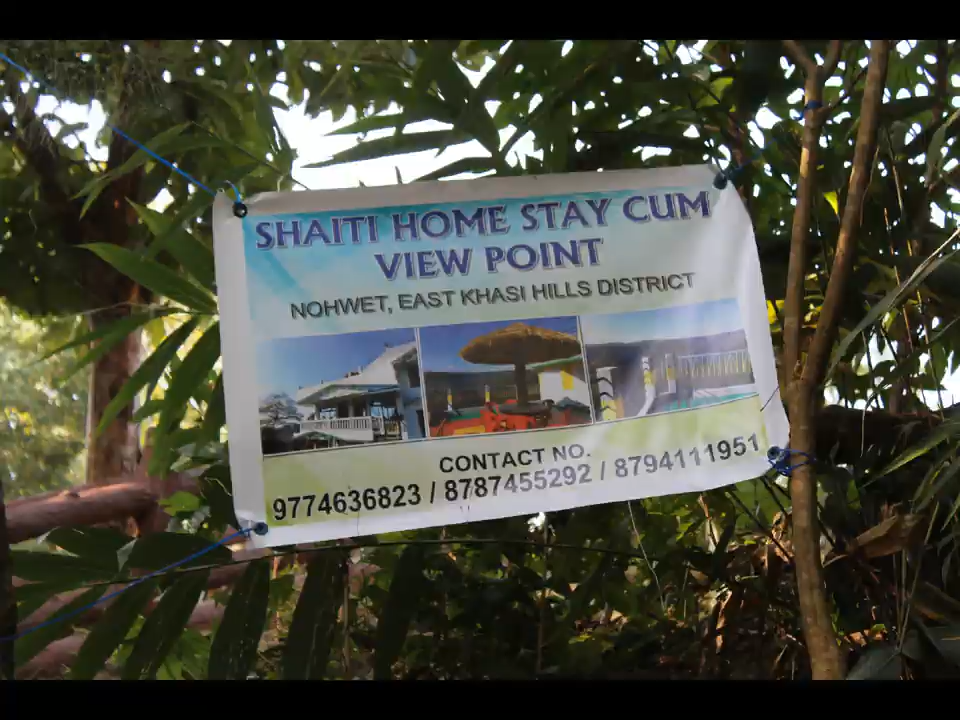 SHAITI HOME STAY CUM
VIEW POINT
NOHWET, EAST KHASI HILLS DISTRICT
CONTACT NO.
9774636823 / 8787455292 / 8794111951